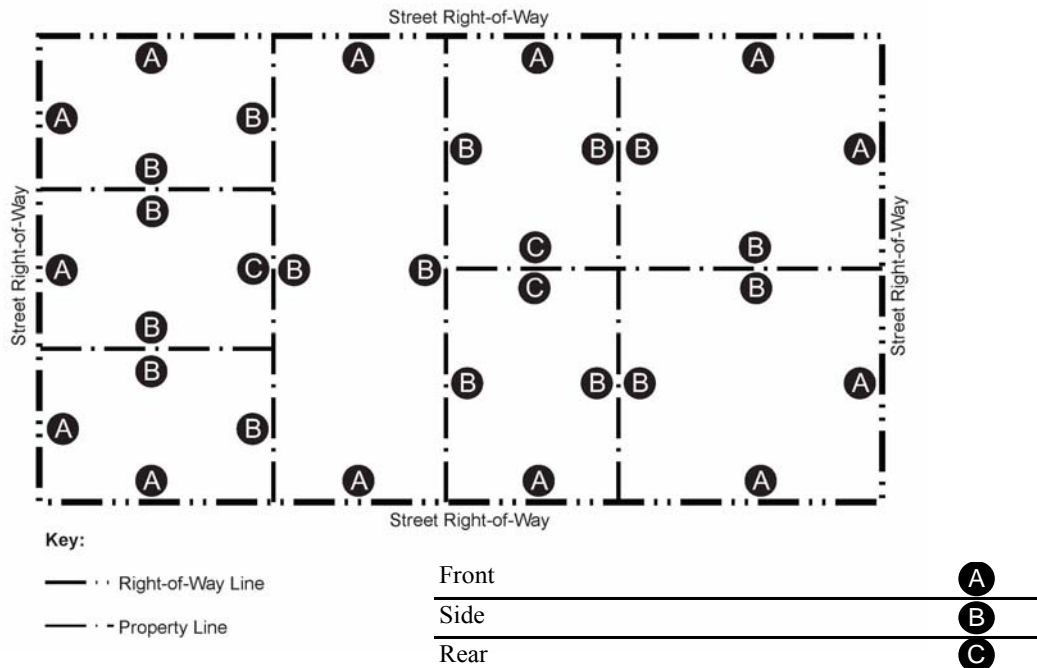 Street Right-of-Way
A A A A
A B
B B B A
B
B
A C B B
C B
C B
B
B
B B B A
A B
A A A A
Street Right-of-Way
Street Right-of-Way
Street Right-of-Way
Key:
Right-of-Way Line
Property Line
Front A
Side B
Rear C